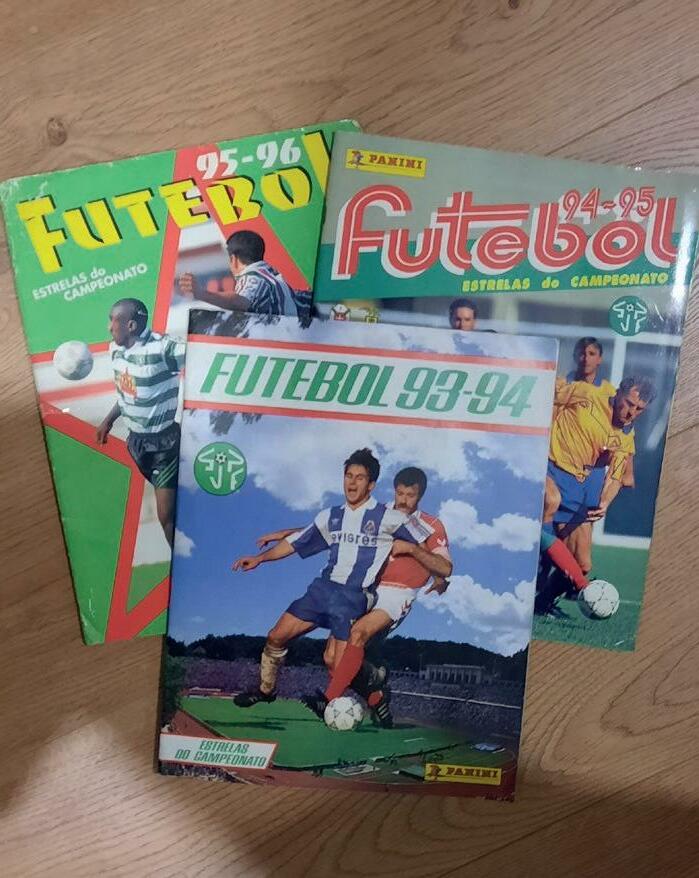 95-96
FUTEBOL
ESTRELAS do
CAMPEONATO
PANINI
94-95
Futebol
ESTRELAS do CAMPEONATO
FUTEBOL 93-94
ESTRELAS
DO CAMPEONATO
PANINI